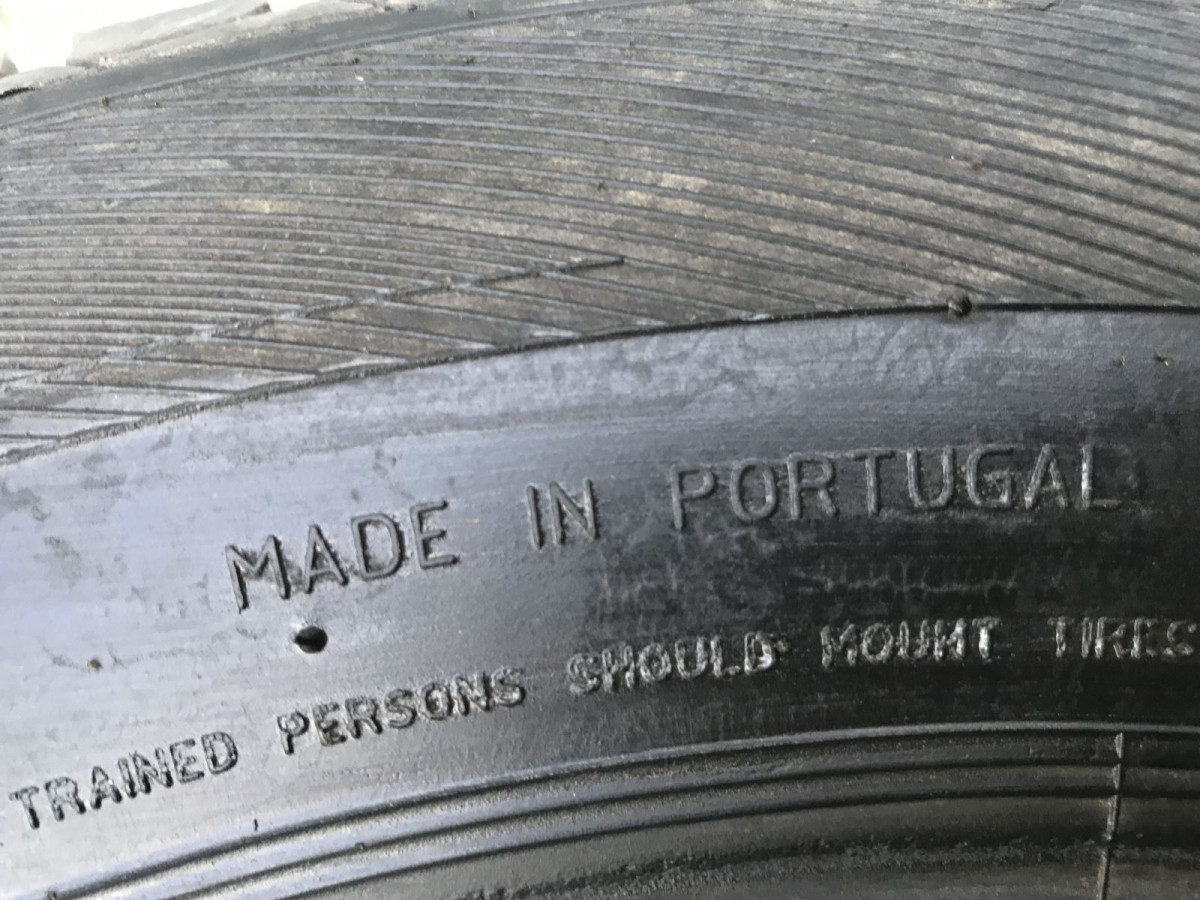 MADE IN PORTUGAL
TRAINED PERSONS SHOULD MOUNT TIRES